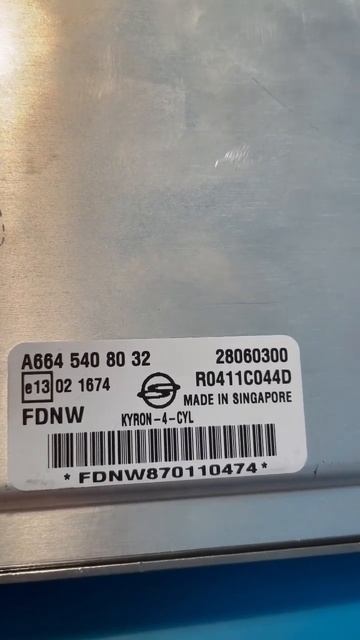 A664 540 80 32 28060300
e13 02 1674 R0411C044D
MADE IN SINGAPORE
FDNW KYRON-4-CYL
*FDNW870110474*